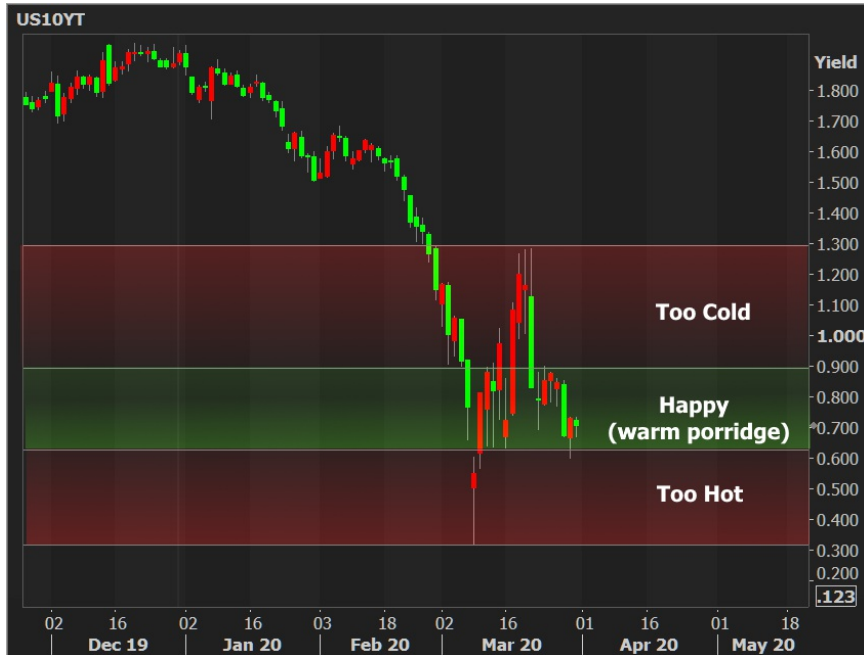 US10YT
Yield
1.800
1.700
1.600
1.500
1.400
1.300
1.200
1.100
1.000
0.900
0.800
0.700
0.600
0.500
0.400
0.300
0.200
.123
Too Cold
Happy
(warm porridge)
Too Hot
02 16 02 16 03 18 02 16 01 16 01 18
Dec 19 Jan 20 Feb 20 Mar 20 Apr 20 May 20